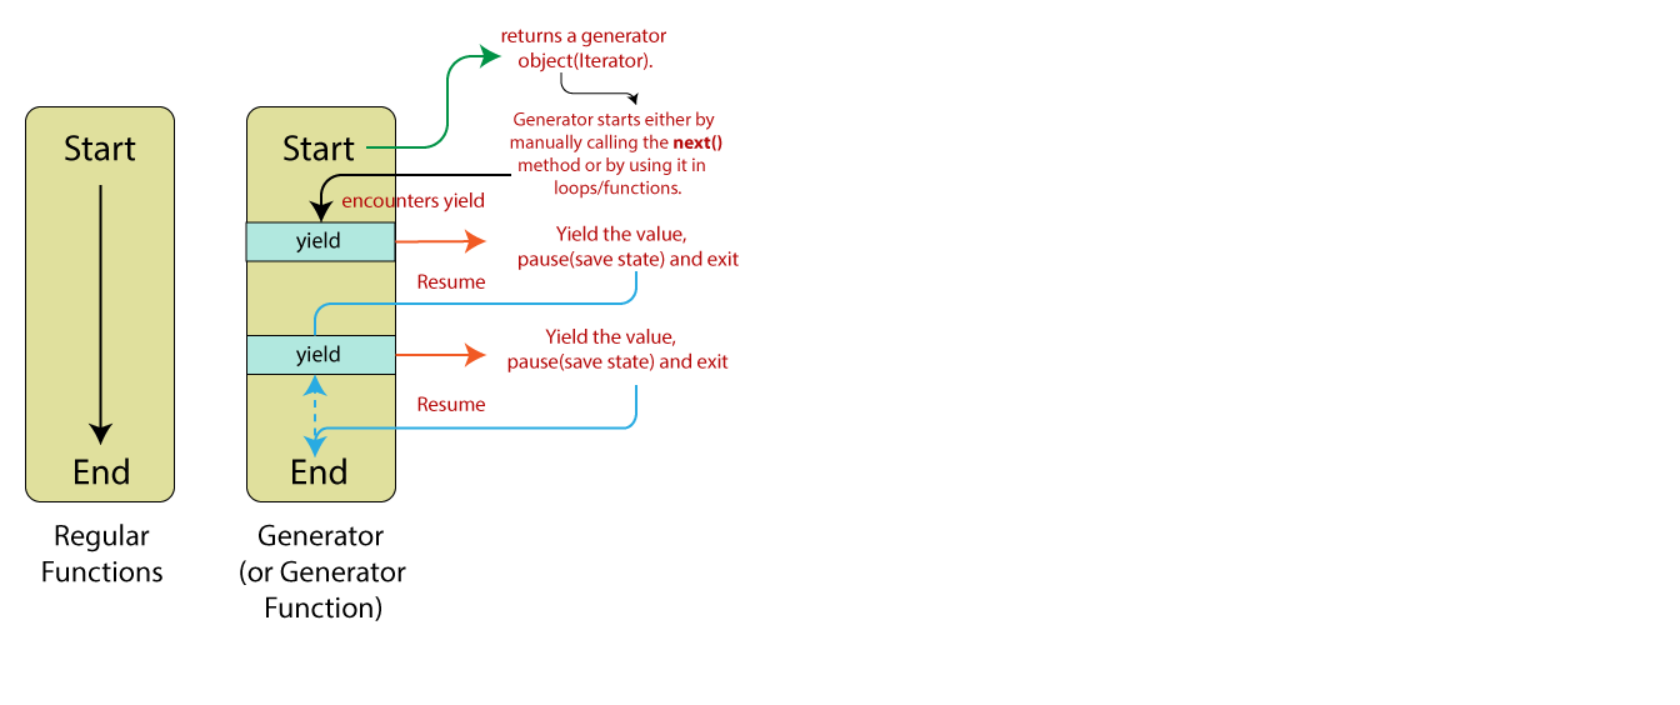 returns a generator
object(Iterator).
Generator starts either by
manually calling the next()
method or by using it in
loops/functions.
Start
Start
encounters yield
yield
Yield the value,
pause(save state) and exit
Resume
yield
Yield the value,
pause(save state) and exit
Resume
End
End
Regular
Functions
Generator
(or Generator
Function)